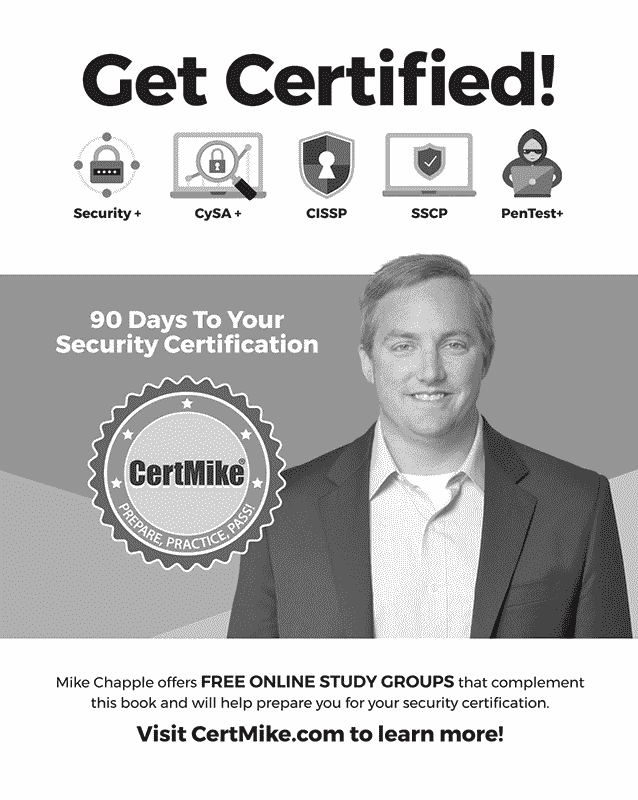 Get Certified!
Security +
CySA +
CISSP
SSCP
PenTest+
90 Days To Your
Security Certification
CertMike®
PREPARE, PRACTICE, PASS!
Mike Chapple offers FREE ONLINE STUDY GROUPS that complement
this book and will help prepare you for your security certification.
Visit CertMike.com to learn more!